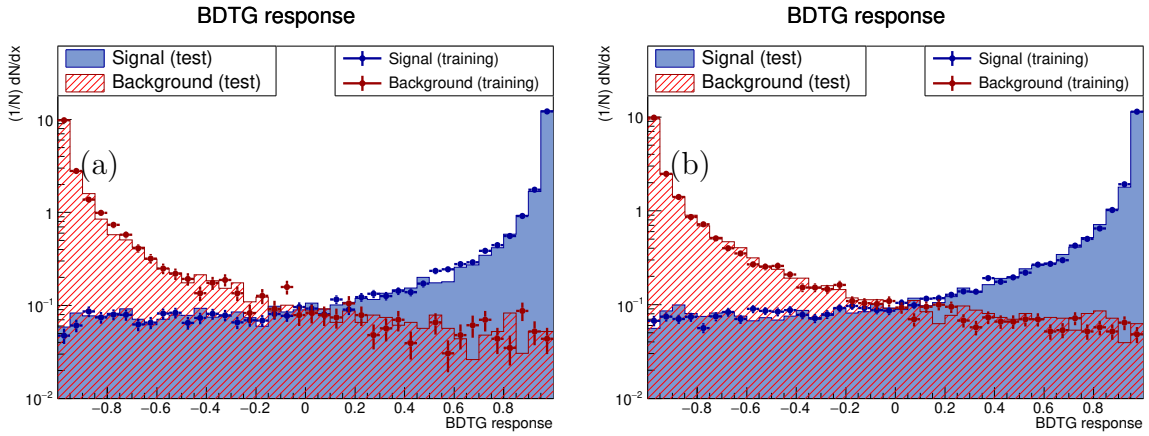 BDTG response
(1/N) dN/dx
Signal (test)
Background (test)
Signal (training)
Background (training)
10
1
10⁻¹
10⁻²
(a)
−0.8 −0.6 −0.4 −0.2 0 0.2 0.4 0.6 0.8
BDTG response
BDTG response
(1/N) dN/dx
Signal (test)
Background (test)
Signal (training)
Background (training)
10
1
10⁻¹
10⁻²
(b)
−0.8 −0.6 −0.4 −0.2 0 0.2 0.4 0.6 0.8
BDTG response